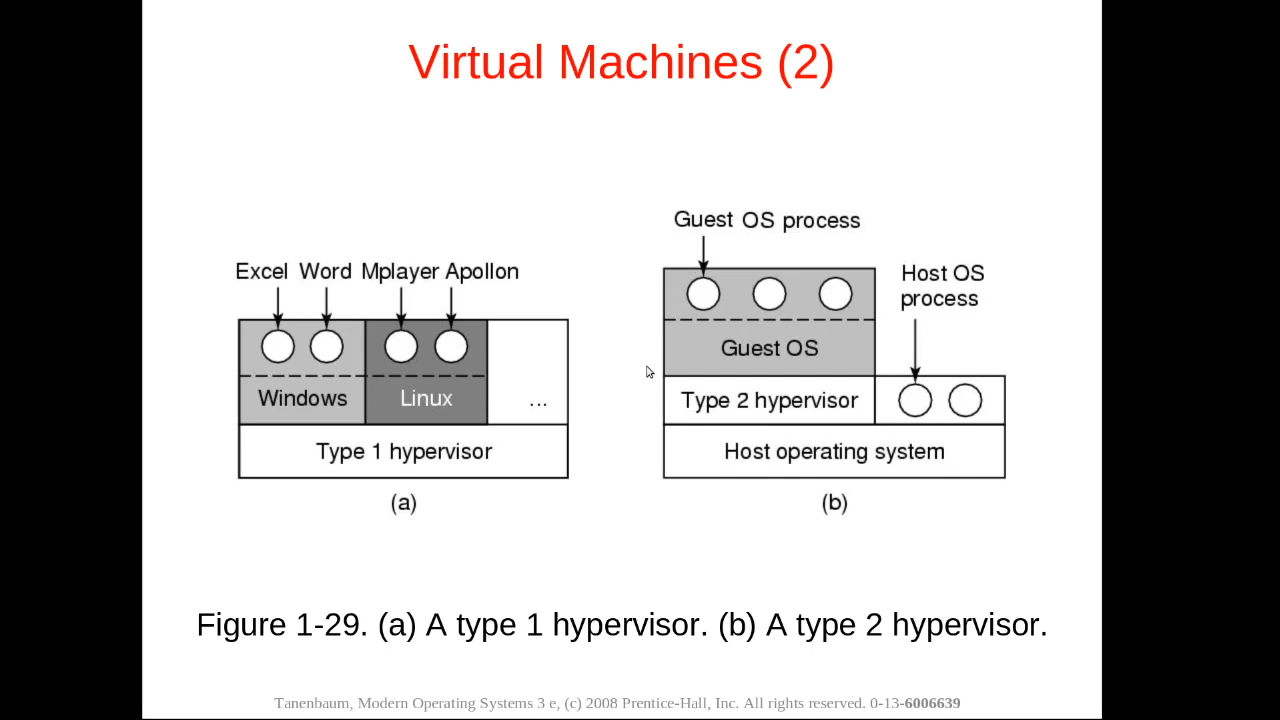 Virtual Machines (2)
Excel Word Mplayer Apollon
Windows
Linux
...
Type 1 hypervisor
(a)
Guest OS process
Host OS
process
Guest OS
Type 2 hypervisor
Host operating system
(b)
Figure 1-29. (a) A type 1 hypervisor. (b) A type 2 hypervisor.
Tanenbaum, Modern Operating Systems 3 e, (c) 2008 Prentice-Hall, Inc. All rights reserved. 0-13-6006639